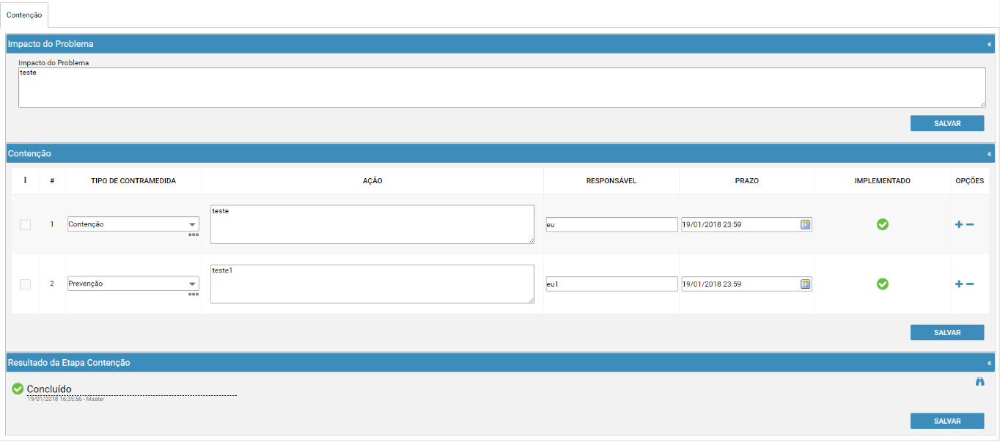 Contenção
Impacto do Problema
Impacto do Problema
teste
SALVAR
Contenção
# TIPO DE CONTRAMEDIDA AÇÃO RESPONSÁVEL PRAZO IMPLEMENTADO OPÇÕES
1 Contenção teste eu 19/01/2018 23:59
2 Prevenção teste1 eu1 19/01/2018 23:59
SALVAR
Resultado da Etapa Contenção
Concluído
19/01/2018 16:35:56 - Master
SALVAR